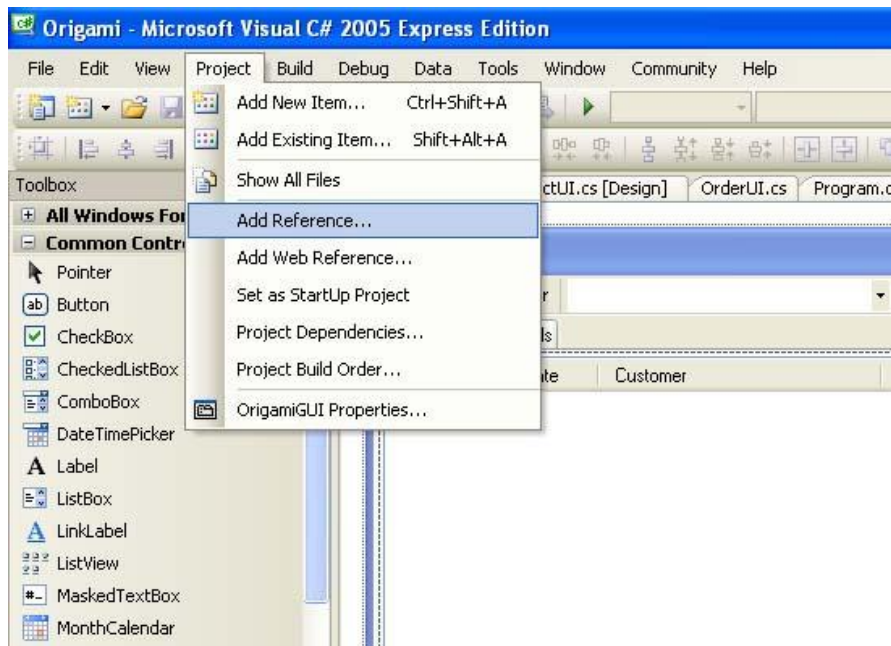 Origami - Microsoft Visual C# 2005 Express Edition
File Edit View Project Build Debug Data Tools Window Community Help
Add New Item... Ctrl+Shift+A
Add Existing Item... Shift+Alt+A
Show All Files
Add Reference...
Add Web Reference...
Set as StartUp Project
Project Dependencies...
Project Build Order...
OrigamiGUI Properties...
ctUI.cs [Design] OrderUI.cs Program.c
r
ls
te Customer
Toolbox
All Windows For
Common Contr
Pointer
ab Button
CheckBox
CheckedListBox
ComboBox
DateTimePicker
A Label
ListBox
A LinkLabel
ListView
#_ MaskedTextBox
MonthCalendar